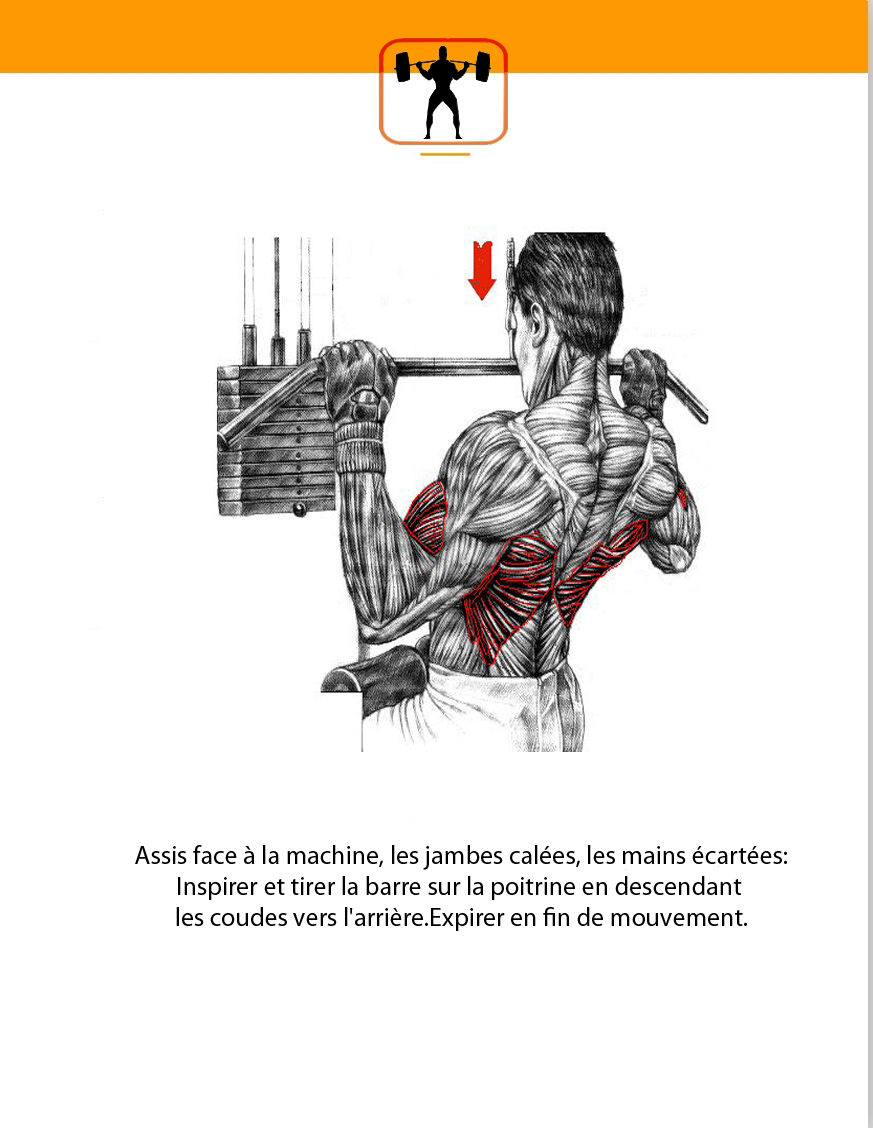 Assis face à la machine, les jambes calées, les mains écartées:
Inspirer et tirer la barre sur la poitrine en descendant
les coudes vers l'arrière.Expirer en fin de mouvement.